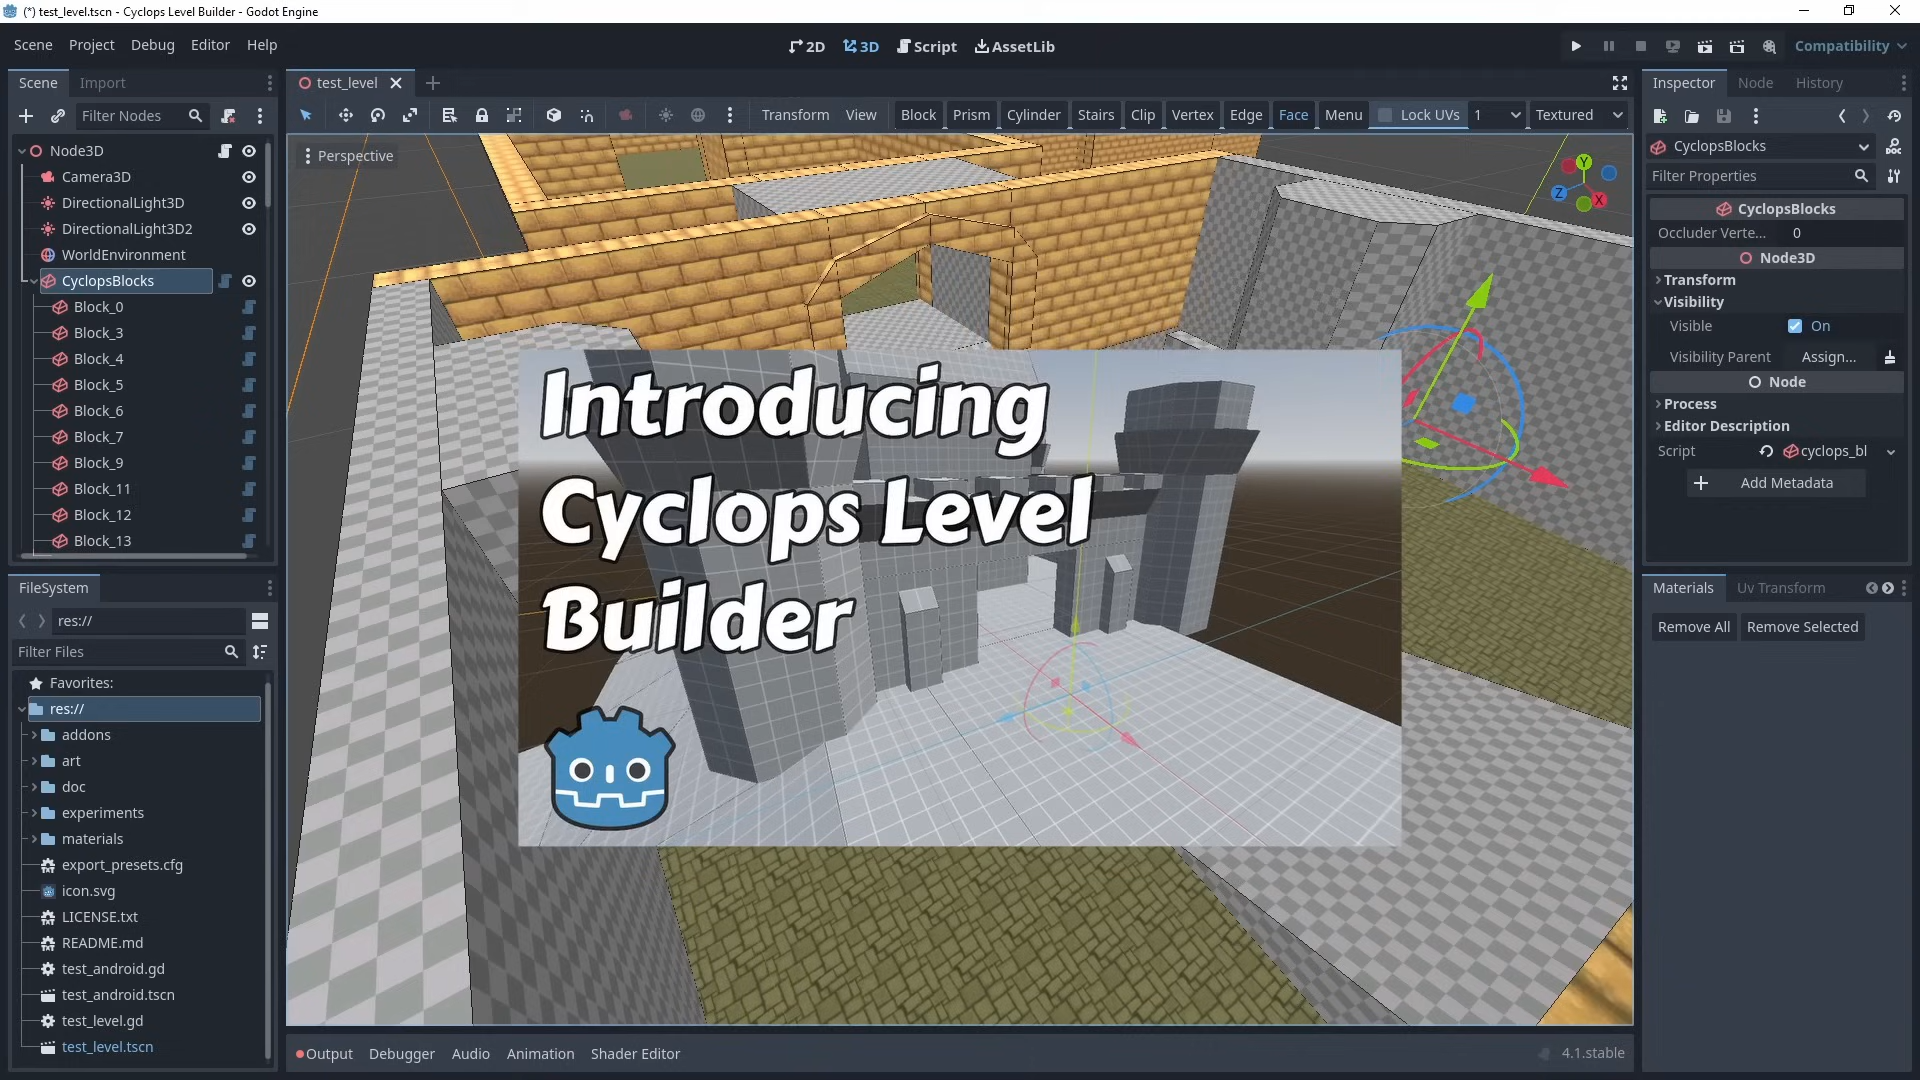 (*) test_level.tscn - Cyclops Level Builder - Godot Engine
Scene Project Debug Editor Help
2D 3D Script AssetLib
Compatibility
Scene Import
test_level
Inspector Node History
Filter Nodes
Transform View Block Prism Cylinder Stairs Clip Vertex Edge Face Menu Lock UVs 1 Textured
Perspective
Node3D
Camera3D
DirectionalLight3D
DirectionalLight3D2
WorldEnvironment
CyclopsBlocks
Block_0
Block_3
Block_4
Block_5
Block_6
Block_7
Block_9
Block_11
Block_12
Block_13
FileSystem
res://
Filter Files
Favorites:
res://
addons
art
doc
experiments
materials
export_presets.cfg
icon.svg
LICENSE.txt
README.md
test_android.gd
test_android.tscn
test_level.gd
test_level.tscn
Introducing
Cyclops Level
Builder
Y
Z
X
Output Debugger Audio Animation Shader Editor
4.1.stable
CyclopsBlocks
Filter Properties
CyclopsBlocks
Occluder Verte... 0
Node3D
Transform
Visibility
Visible On
Visibility Parent Assign...
Node
Process
Editor Description
Script cyclops_bl
Add Metadata
Materials Uv Transform
Remove All Remove Selected